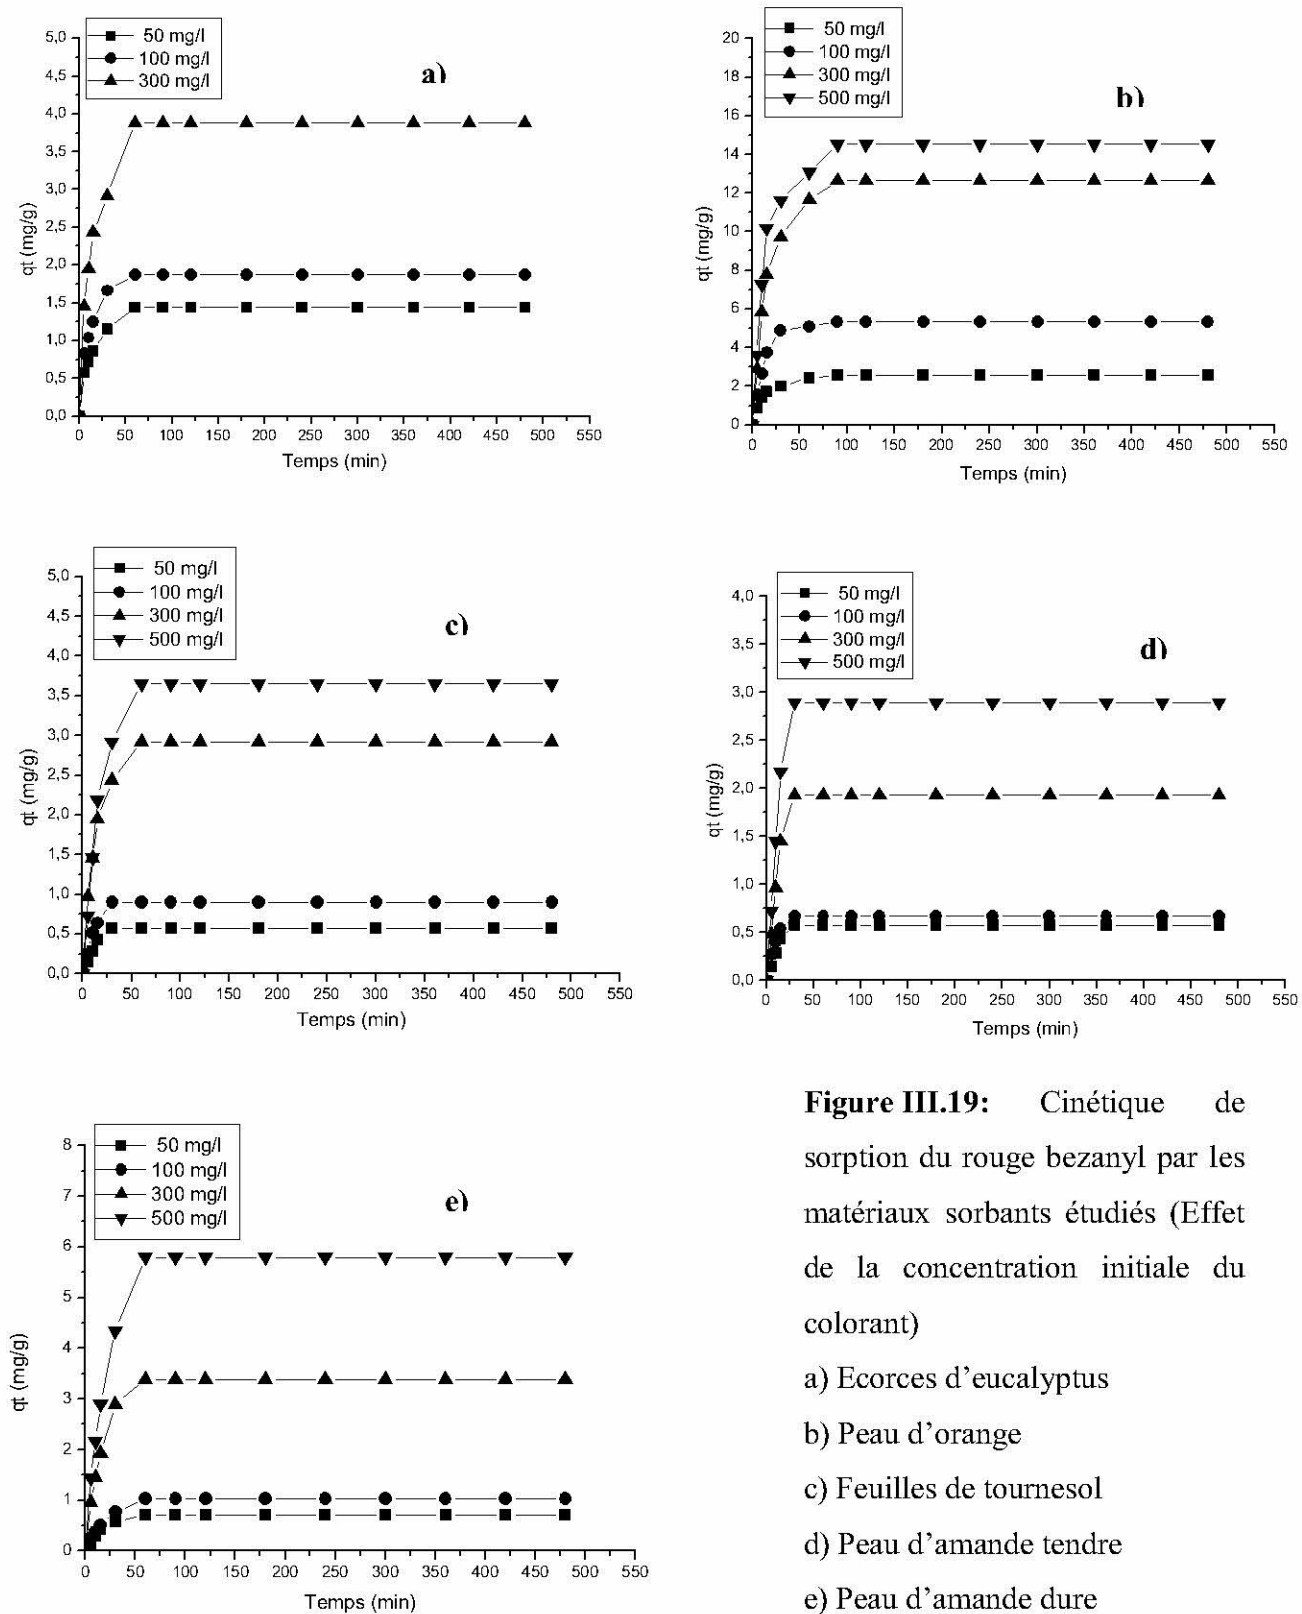 50 mg/l
100 mg/l
300 mg/l
a)
5,0
4,5
4,0
3,5
3,0
2,5
2,0
1,5
1,0
0,5
0,0
qt (mg/g)
0 50 100 150 200 250 300 350 400 450 500 550
Temps (min)
50 mg/l
100 mg/l
300 mg/l
500 mg/l
b)
20
18
16
14
12
10
8
6
4
2
0
qt (mg/g)
0 50 100 150 200 250 300 350 400 450 500 550
Temps (min)
50 mg/l
100 mg/l
300 mg/l
500 mg/l
c)
5,0
4,5
4,0
3,5
3,0
2,5
2,0
1,5
1,0
0,5
0,0
qt (mg/g)
0 50 100 150 200 250 300 350 400 450 500 550
Temps (min)
50 mg/l
100 mg/l
300 mg/l
500 mg/l
d)
4,0
3,5
3,0
2,5
2,0
1,5
1,0
0,5
0,0
qt (mg/g)
0 50 100 150 200 250 300 350 400 450 500 550
Temps (min)
50 mg/l
100 mg/l
300 mg/l
500 mg/l
e)
8
7
6
5
4
3
2
1
0
qt (mg/g)
0 50 100 150 200 250 300 350 400 450 500 550
Temps (min)
Figure III.19: Cinétique de
sorption du rouge bezanyl par les
matériaux sorbants étudiés (Effet
de la concentration initiale du
colorant)
a) Ecorces d’eucalyptus
b) Peau d’orange
c) Feuilles de tournesol
d) Peau d’amande tendre
e) Peau d’amande dure